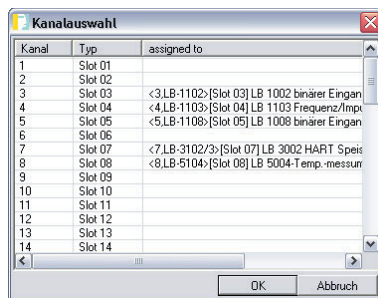 Kanalauswahl
Kanal Typ assigned to
1 Slot 01
2 Slot 02
3 Slot 03 <3,LB-1102>[Slot 03] LB 1002 binärer Eingan
4 Slot 04 <4,LB-1103>[Slot 04] LB 1103 Frequenz/Impu
5 Slot 05 <5,LB-1108>[Slot 05] LB 1008 binärer Eingan
6 Slot 06
7 Slot 07 <7,LB-3102/3>[Slot 07] LB 3002 HART Speis
8 Slot 08 <8,LB-5104>[Slot 08] LB 5004-Temp.-messum
9 Slot 09
10 Slot 10
11 Slot 11
12 Slot 12
13 Slot 13
14 Slot 14
OK Abbruch